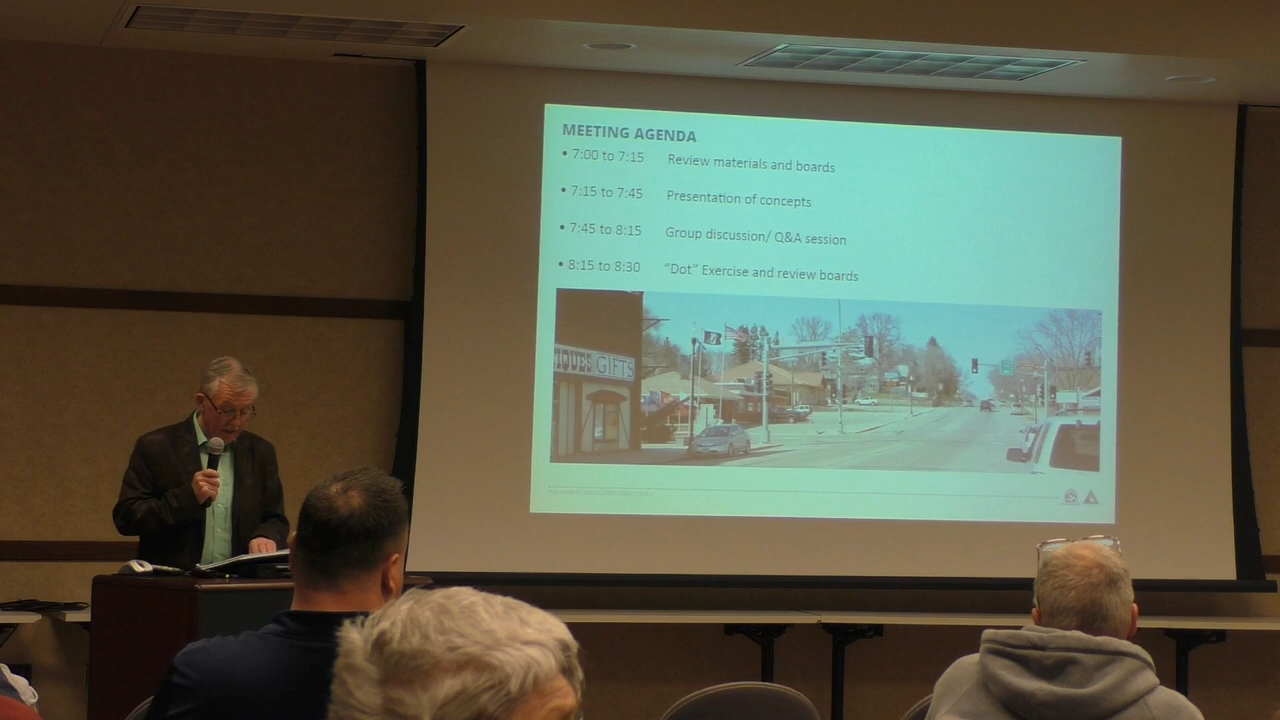 MEETING AGENDA
• 7:00 to 7:15 Review materials and boards
• 7:15 to 7:45 Presentation of concepts
• 7:45 to 8:15 Group discussion/ Q&A session
• 8:15 to 8:30 “Dot” Exercise and review boards
IQUES GIFTS